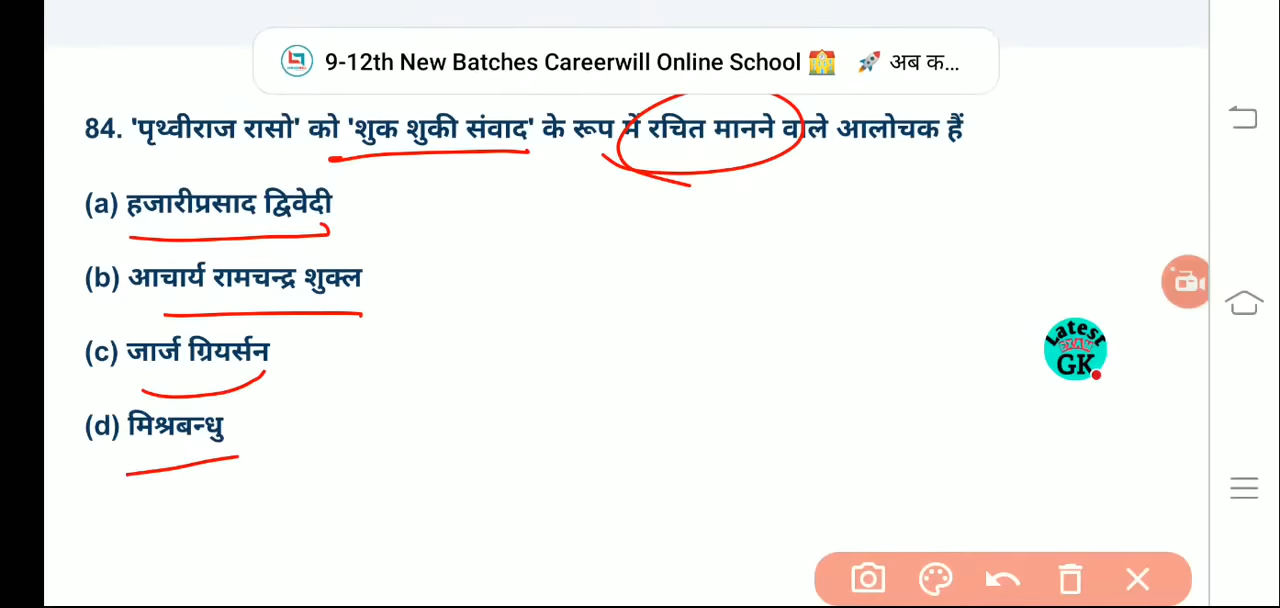 9-12th New Batches Careerwill Online School 🏫 🚀 अब क...
84. 'पृथ्वीराज रासो' को 'शुक शुकी संवाद' के रूप में रचित मानने वाले आलोचक हैं
(a) हजारीप्रसाद द्विवेदी
(b) आचार्य रामचन्द्र शुक्ल
(c) जार्ज ग्रियर्सन
(d) मिश्रबन्धु
Latest
EXAM
GK